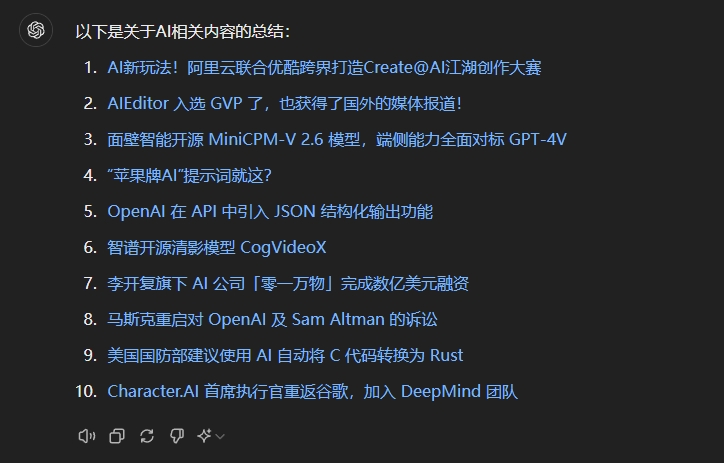 以下是关于AI相关内容的总结：
1. AI新玩法！阿里云联合优酷跨界打造Create@AI江湖创作大赛
2. AIEditor 入选 GVP 了，也获得了国外的媒体报道！
3. 面壁智能开源 MiniCPM-V 2.6 模型，端侧能力全面对标 GPT-4V
4. “苹果牌AI”提示词就这？
5. OpenAI 在 API 中引入 JSON 结构化输出功能
6. 智谱开源清影模型 CogVideoX
7. 李开复旗下 AI 公司「零一万物」完成数亿美元融资
8. 马斯克重启对 OpenAI 及 Sam Altman 的诉讼
9. 美国国防部建议使用 AI 自动将 C 代码转换为 Rust
10. Character.AI 首席执行官重返谷歌，加入 DeepMind 团队